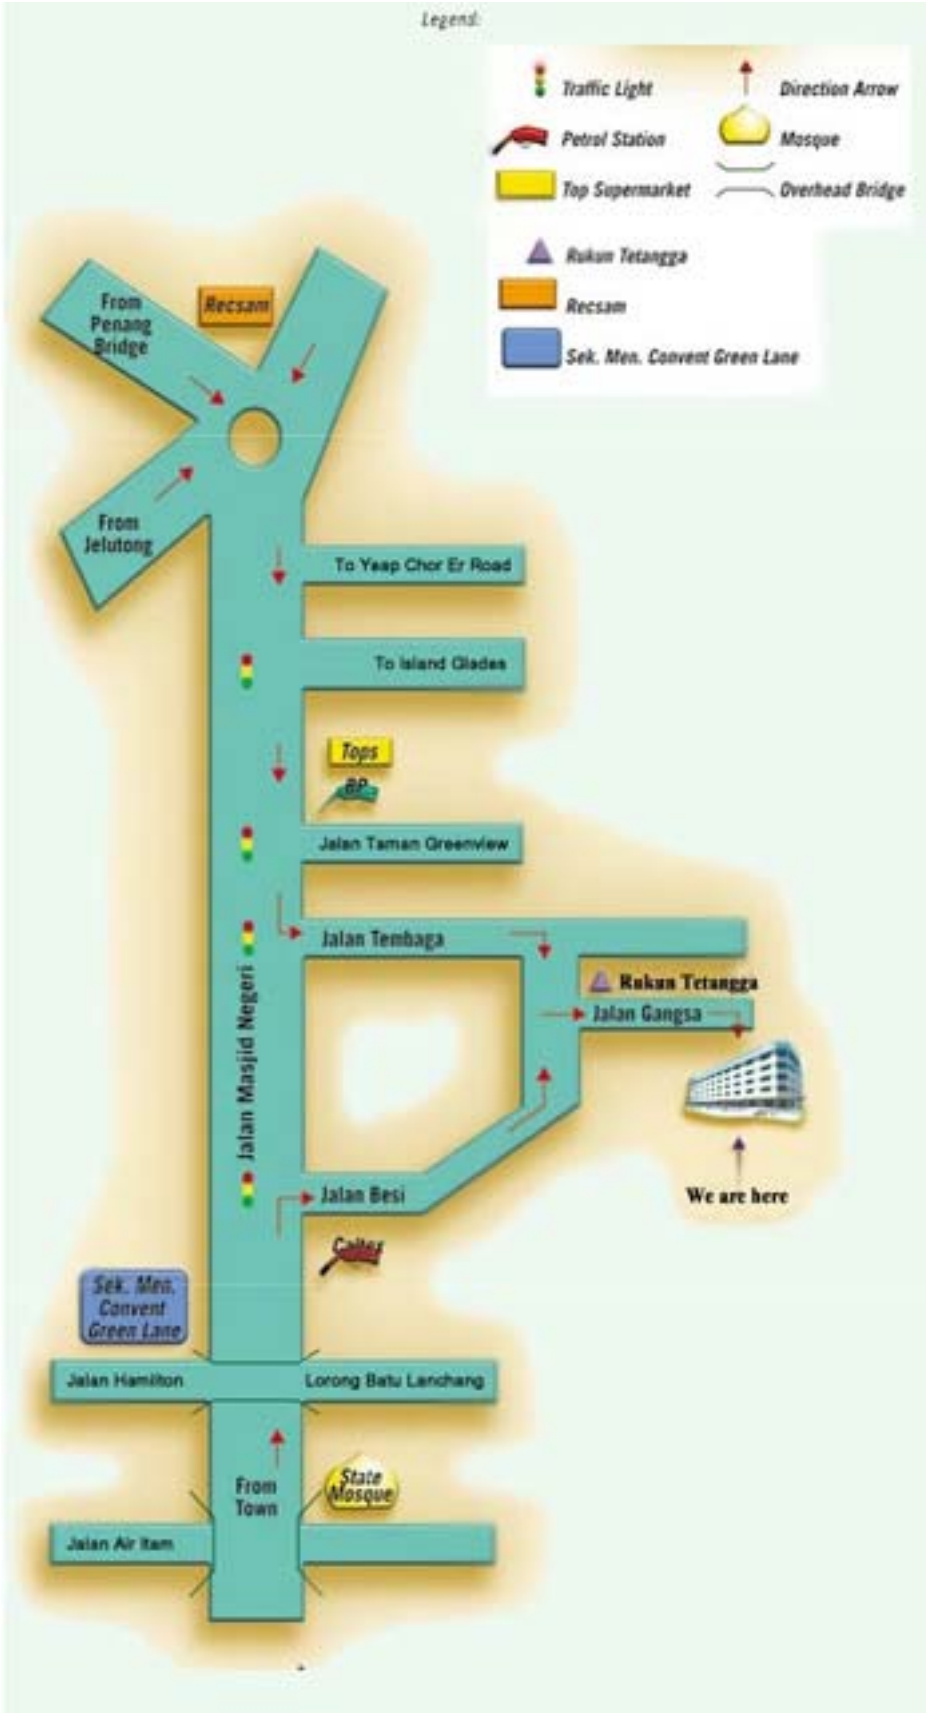 Legend:
Traffic Light
Direction Arrow
Petrol Station
Mosque
Top Supermarket
Overhead Bridge
Rukun Tetangga
Recsam
Sek. Men. Convent Green Lane
From
Penang
Bridge
Recsam
From
Jelutong
To Yeap Chor Er Road
To Island Glades
Tops
BP
Jalan Taman Greenview
Jalan Tembaga
Rukun Tetangga
Jalan Gangsa
Jalan Masjid Negeri
We are here
Jalan Besi
Caltex
Sek. Men.
Convent
Green Lane
Jalan Hamilton
Lorong Batu Lanchang
From
Town
State
Mosque
Jalan Air Itam